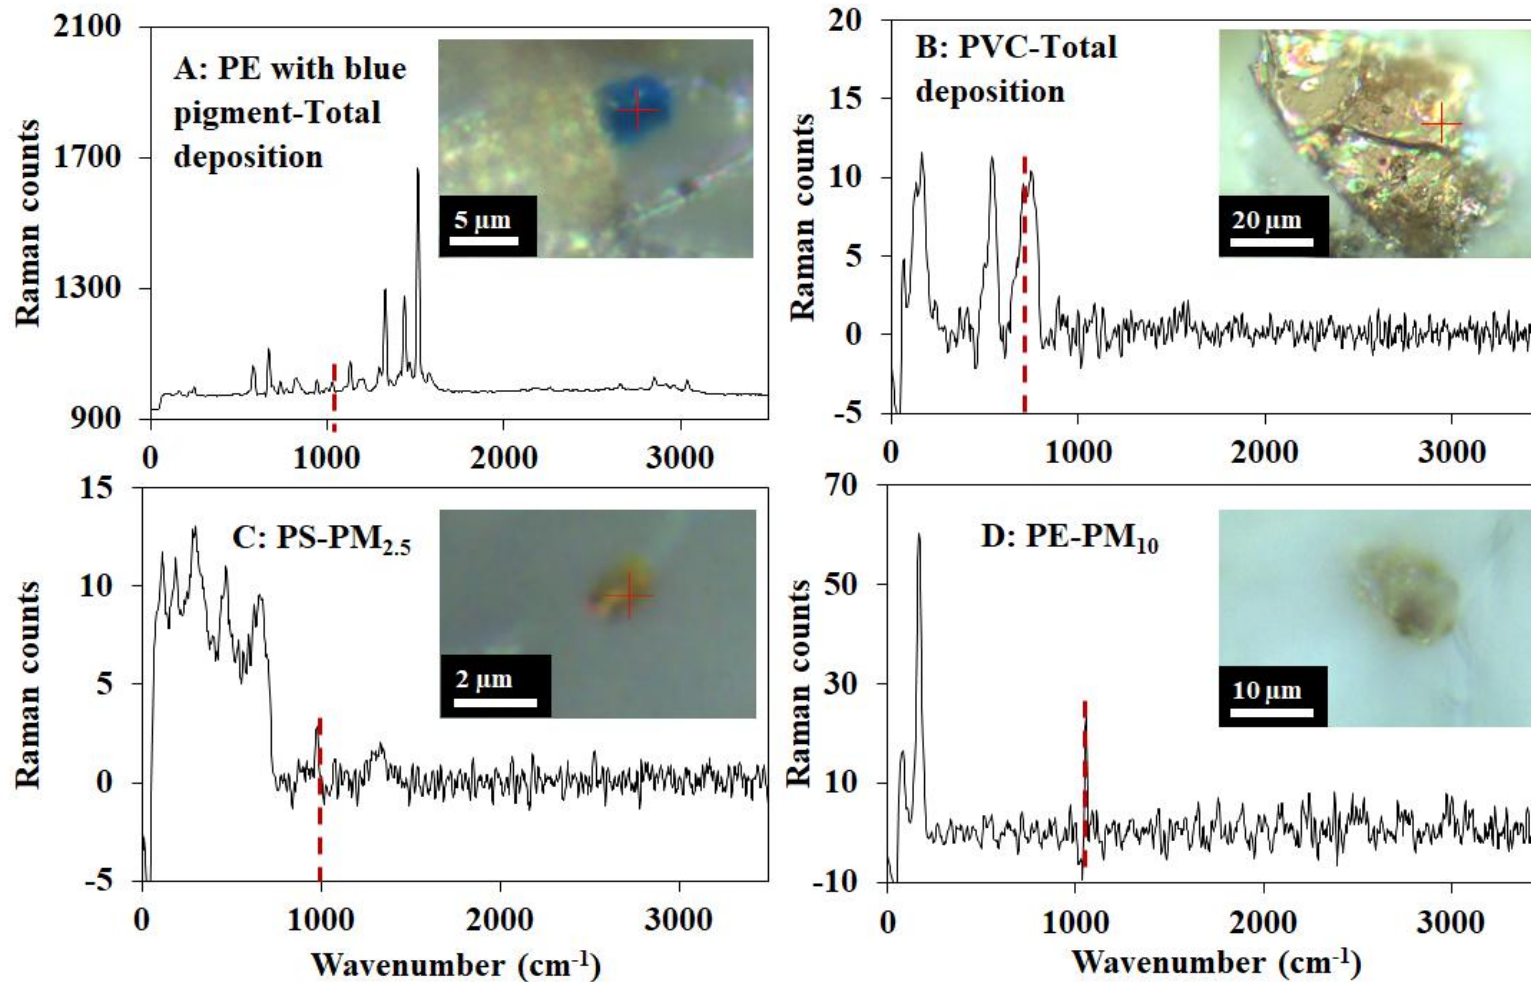 2100
1700
1300
900
Raman counts
A: PE with blue
pigment-Total
deposition
5 µm
0 1000 2000 3000
20
15
10
5
0
-5
Raman counts
B: PVC-Total
deposition
20 µm
0 1000 2000 3000
15
10
5
0
-5
Raman counts
C: PS-PM2.5
2 µm
0 1000 2000 3000
Wavenumber (cm-1)
70
50
30
10
-10
Raman counts
D: PE-PM10
10 µm
0 1000 2000 3000
Wavenumber (cm-1)